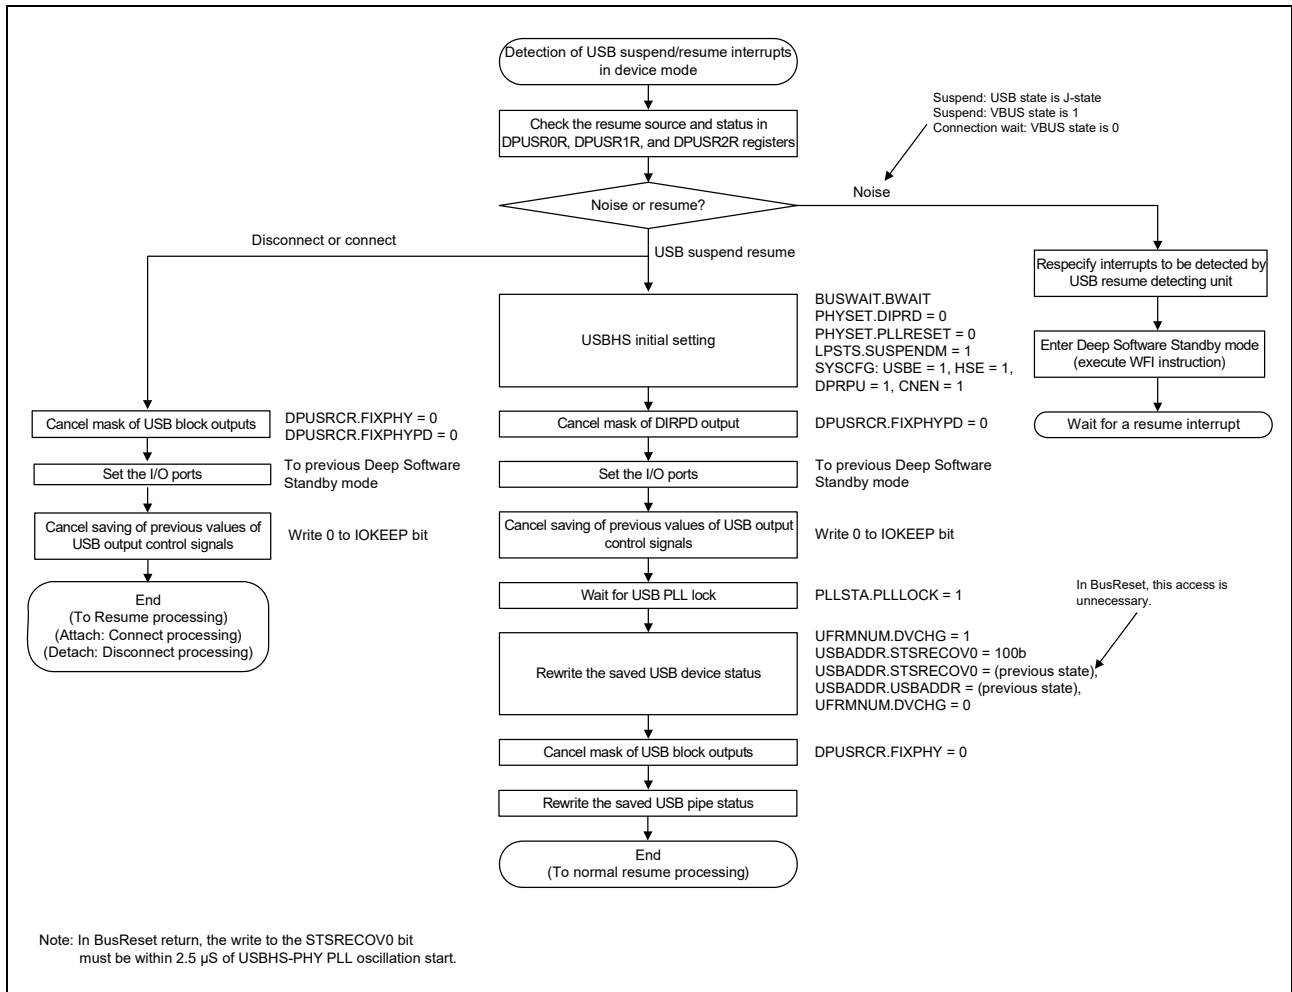 Detection of USB suspend/resume interrupts
in device mode
Suspend: USB state is J-state
Suspend: VBUS state is 1
Connection wait: VBUS state is 0
Check the resume source and status in
DPUSR0R, DPUSR1R, and DPUSR2R registers
Noise
Noise or resume?
Disconnect or connect
USB suspend resume
Respecify interrupts to be detected by
USB resume detecting unit
USBHS initial setting
BUSWAIT.BWAIT
PHYSET.DIPRD = 0
PHYSET.PLLRESET = 0
LPSTS.SUSPENDM = 1
SYSCFG: USBE = 1, HSE = 1,
DPRPU = 1, CNEN = 1
Enter Deep Software Standby mode
(execute WFI instruction)
Wait for a resume interrupt
Cancel mask of USB block outputs
DPUSRCR.FIXPHY = 0
DPUSRCR.FIXPHYPD = 0
Cancel mask of DIRPD output
DPUSRCR.FIXPHYPD = 0
Set the I/O ports
To previous Deep Software
Standby mode
Set the I/O ports
To previous Deep Software
Standby mode
Cancel saving of previous values of
USB output control signals
Write 0 to IOKEEP bit
Cancel saving of previous values of USB output
control signals
Write 0 to IOKEEP bit
End
(To Resume processing)
(Attach: Connect processing)
(Detach: Disconnect processing)
Wait for USB PLL lock
PLLSTA.PLLLOCK = 1
In BusReset, this access is
unnecessary.
Rewrite the saved USB device status
UFRMNUM.DVCHG = 1
USBADDR.STSRECOV0 = 100b
USBADDR.STSRECOV0 = (previous state),
USBADDR.USBADDR = (previous state),
UFRMNUM.DVCHG = 0
Cancel mask of USB block outputs
DPUSRCR.FIXPHY = 0
Rewrite the saved USB pipe status
End
(To normal resume processing)
Note: In BusReset return, the write to the STSRECOV0 bit
must be within 2.5 µS of USBHS-PHY PLL oscillation start.